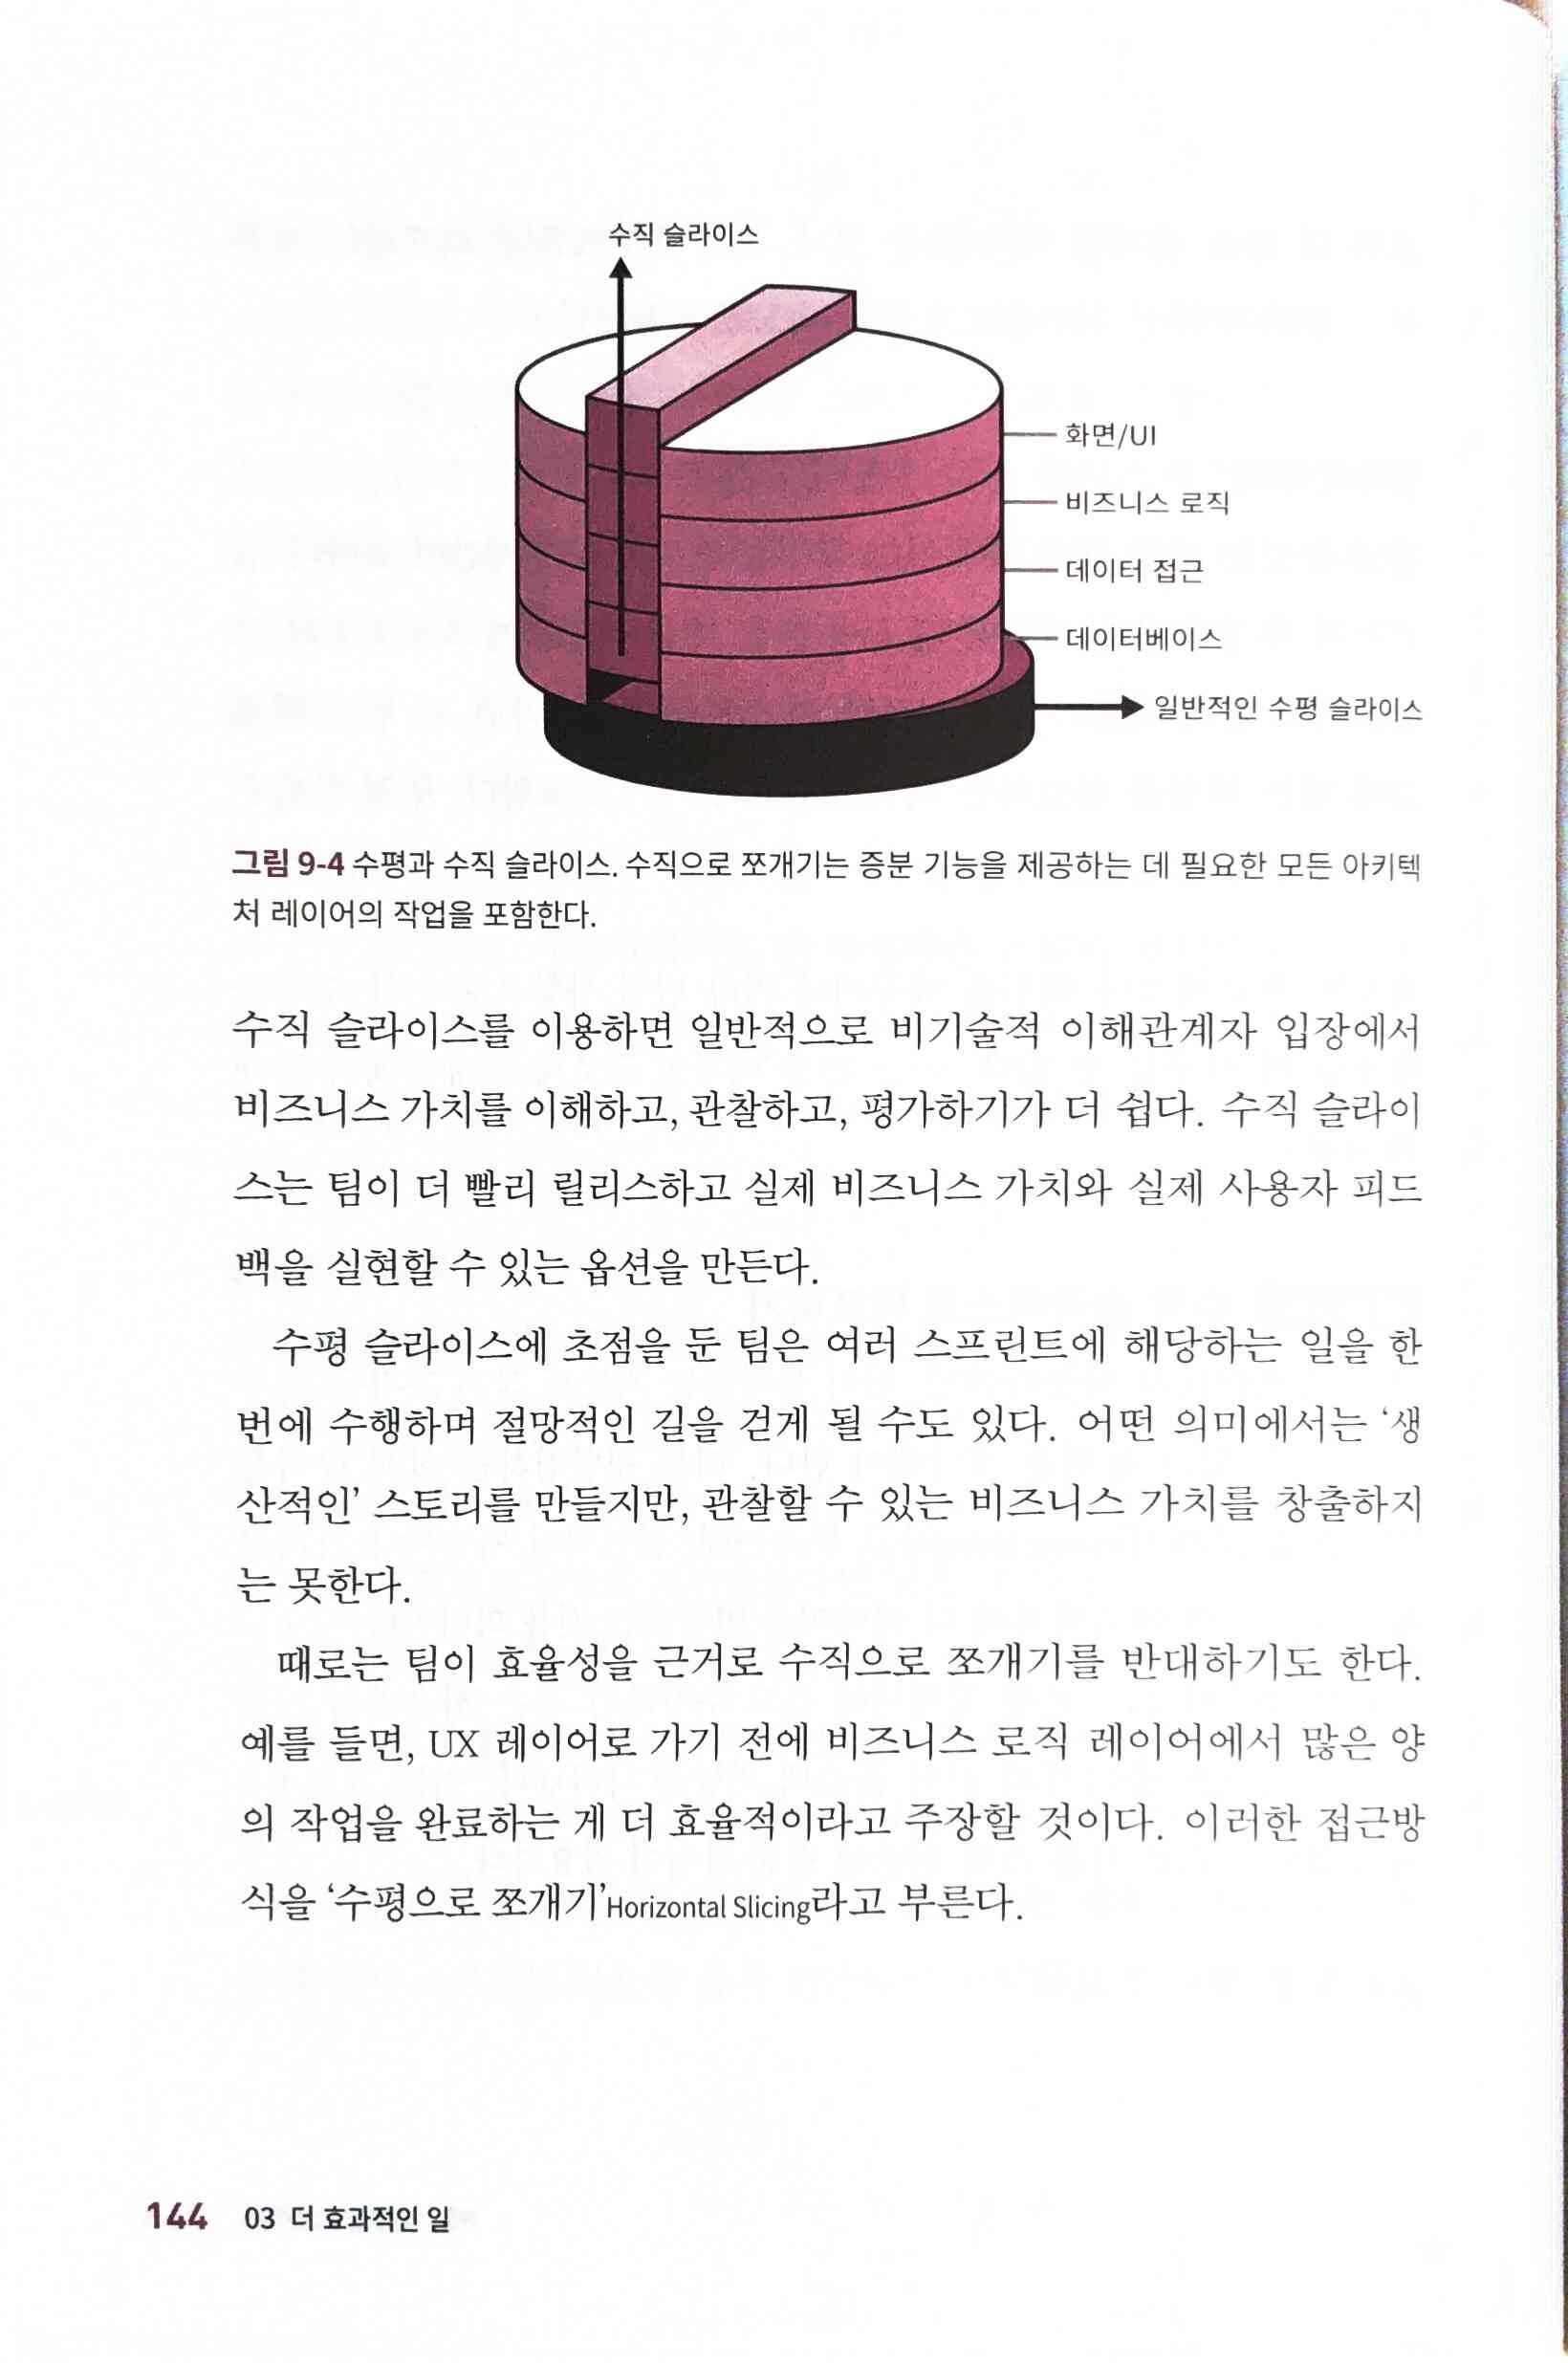 수직 슬라이스
화면/UI
비즈니스 로직
데이터 접근
데이터베이스
일반적인 수평 슬라이스
그림 9-4 수평과 수직 슬라이스. 수직으로 쪼개기는 증분 기능을 제공하는 데 필요한 모든 아키텍
처 레이어의 작업을 포함한다.
수직 슬라이스를 이용하면 일반적으로 비기술적 이해관계자 입장에서
비즈니스 가치를 이해하고, 관찰하고, 평가하기가 더 쉽다. 수직 슬라이
스는 팀이 더 빨리 릴리스하고 실제 비즈니스 가치와 실제 사용자 피드
백을 실현할 수 있는 옵션을 만든다.
수평 슬라이스에 초점을 둔 팀은 여러 스프린트에 해당하는 일을 한
번에 수행하며 절망적인 길을 걷게 될 수도 있다. 어떤 의미에서는 ‘생
산적인’ 스토리를 만들지만, 관찰할 수 있는 비즈니스 가치를 창출하지
는 못한다.
때로는 팀이 효율성을 근거로 수직으로 쪼개기를 반대하기도 한다.
예를 들면, UX 레이어로 가기 전에 비즈니스 로직 레이어에서 많은 양
의 작업을 완료하는 게 더 효율적이라고 주장할 것이다. 이러한 접근방
식을 ‘수평으로 쪼개기’Horizontal Slicing라고 부른다.
144 03 더 효과적인 일